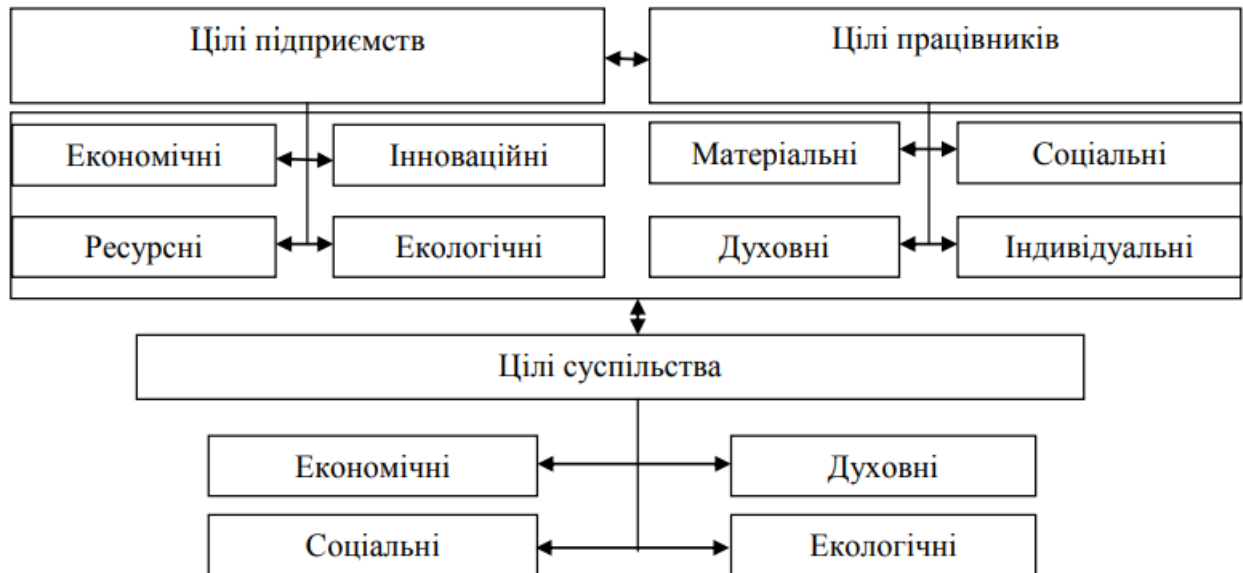 Цілі підприємств
Цілі працівників
Економічні
Інноваційні
Матеріальні
Соціальні
Ресурсні
Екологічні
Духовні
Індивідуальні
Цілі суспільства
Економічні
Духовні
Соціальні
Екологічні